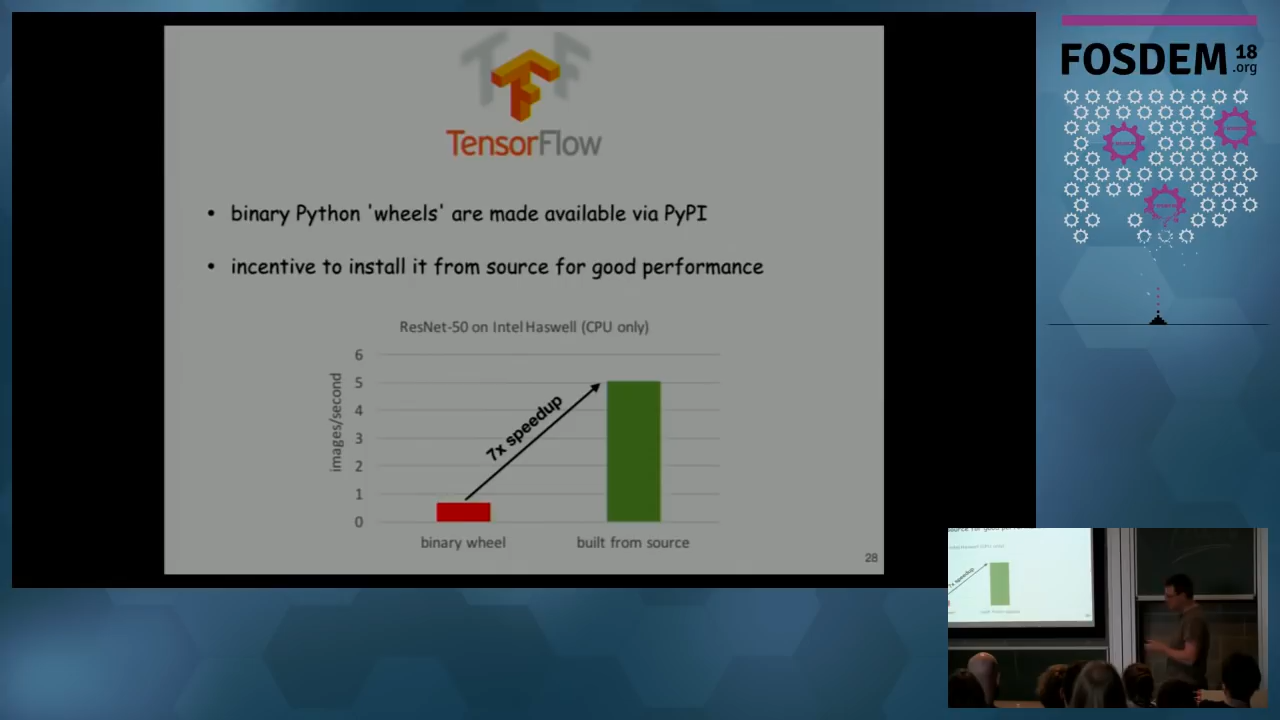 TensorFlow
• binary Python 'wheels' are made available via PyPI
• incentive to install it from source for good performance
ResNet-50 on Intel Haswell (CPU only)
images/second
6
5
4
3
2
1
0
7x speedup
binary wheel
built from source
28
FOSDEM 18
.org